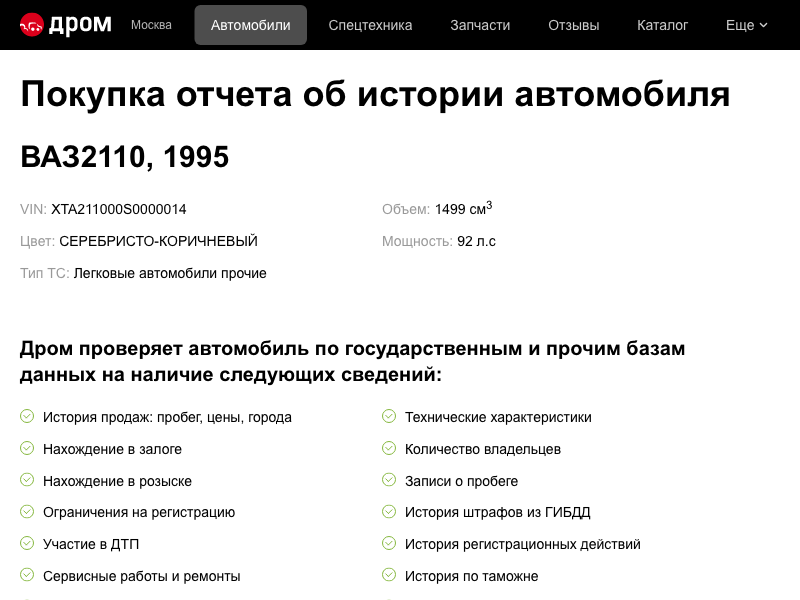 дром Москва Автомобили Спецтехника Запчасти Отзывы Каталог Еще
Покупка отчета об истории автомобиля
ВАЗ2110, 1995
VIN: XTA211000S0000014 Объем: 1499 см³
Цвет: СЕРЕБРИСТО-КОРИЧНЕВЫЙ Мощность: 92 л.с
Тип ТС: Легковые автомобили прочие
Дром проверяет автомобиль по государственным и прочим базам
данных на наличие следующих сведений:
История продаж: пробег, цены, города Технические характеристики
Нахождение в залоге Количество владельцев
Нахождение в розыске Записи о пробеге
Ограничения на регистрацию История штрафов из ГИБДД
Участие в ДТП История регистрационных действий
Сервисные работы и ремонты История по таможне